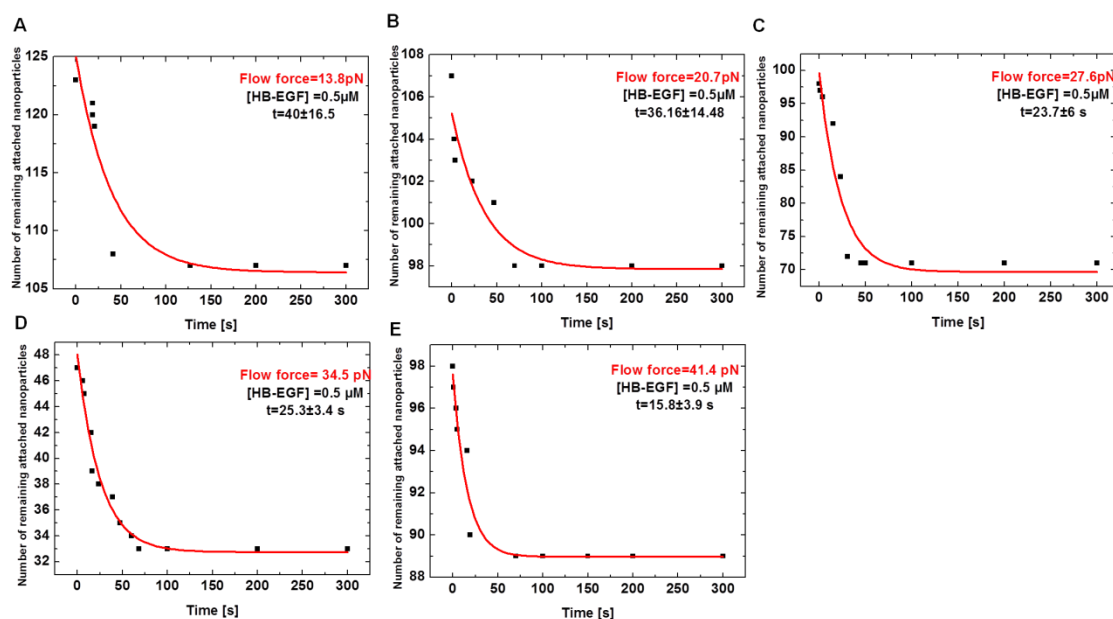 A
Number of remaining attached nanoparticles
125
120
115
110
105
Flow force=13.8pN
[HB-EGF] =0.5µM
t=40±16.5
0 50 100 150 200 250 300
Time [s]
B
Number of remaining attached nanoparticles
108
106
104
102
100
98
96
Flow force=20.7pN
[HB-EGF] =0.5µM
t=36.16±14.48
0 50 100 150 200 250 300
Time [s]
C
Number of remaining attached nanoparticles
100
95
90
85
80
75
70
Flow force=27.6pN
[HB-EGF] =0.5µM
t=23.7±6 s
0 50 100 150 200 250 300
Time [s]
D
Number of remaining attached nanoparticles
48
46
44
42
40
38
36
34
32
Flow force= 34.5 pN
[HB-EGF] =0.5 µM
t=25.3±3.4 s
0 50 100 150 200 250 300
Time [s]
E
Number of remaining attached nanoparticles
98
96
94
92
90
88
Flow force=41.4 pN
[HB-EGF] =0.5 µM
t=15.8±3.9 s
0 50 100 150 200 250 300
Time [s]